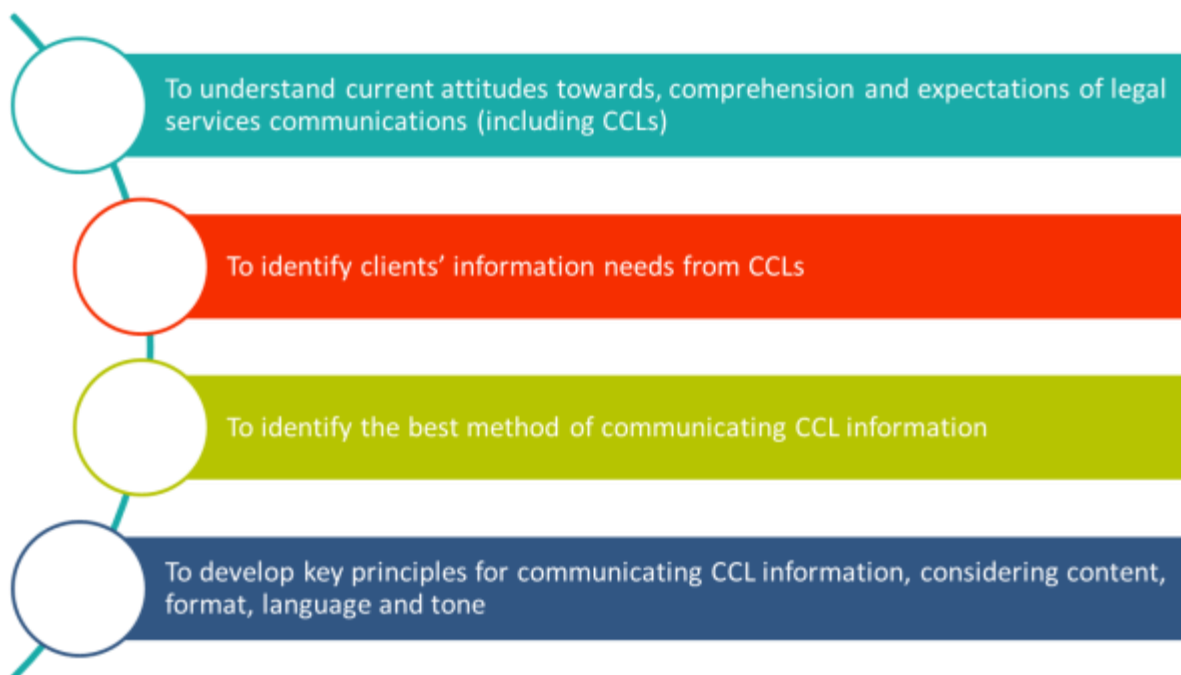 To understand current attitudes towards, comprehension and expectations of legal
services communications (including CCLs)
To identify clients’ information needs from CCLs
To identify the best method of communicating CCL information
To develop key principles for communicating CCL information, considering content,
format, language and tone